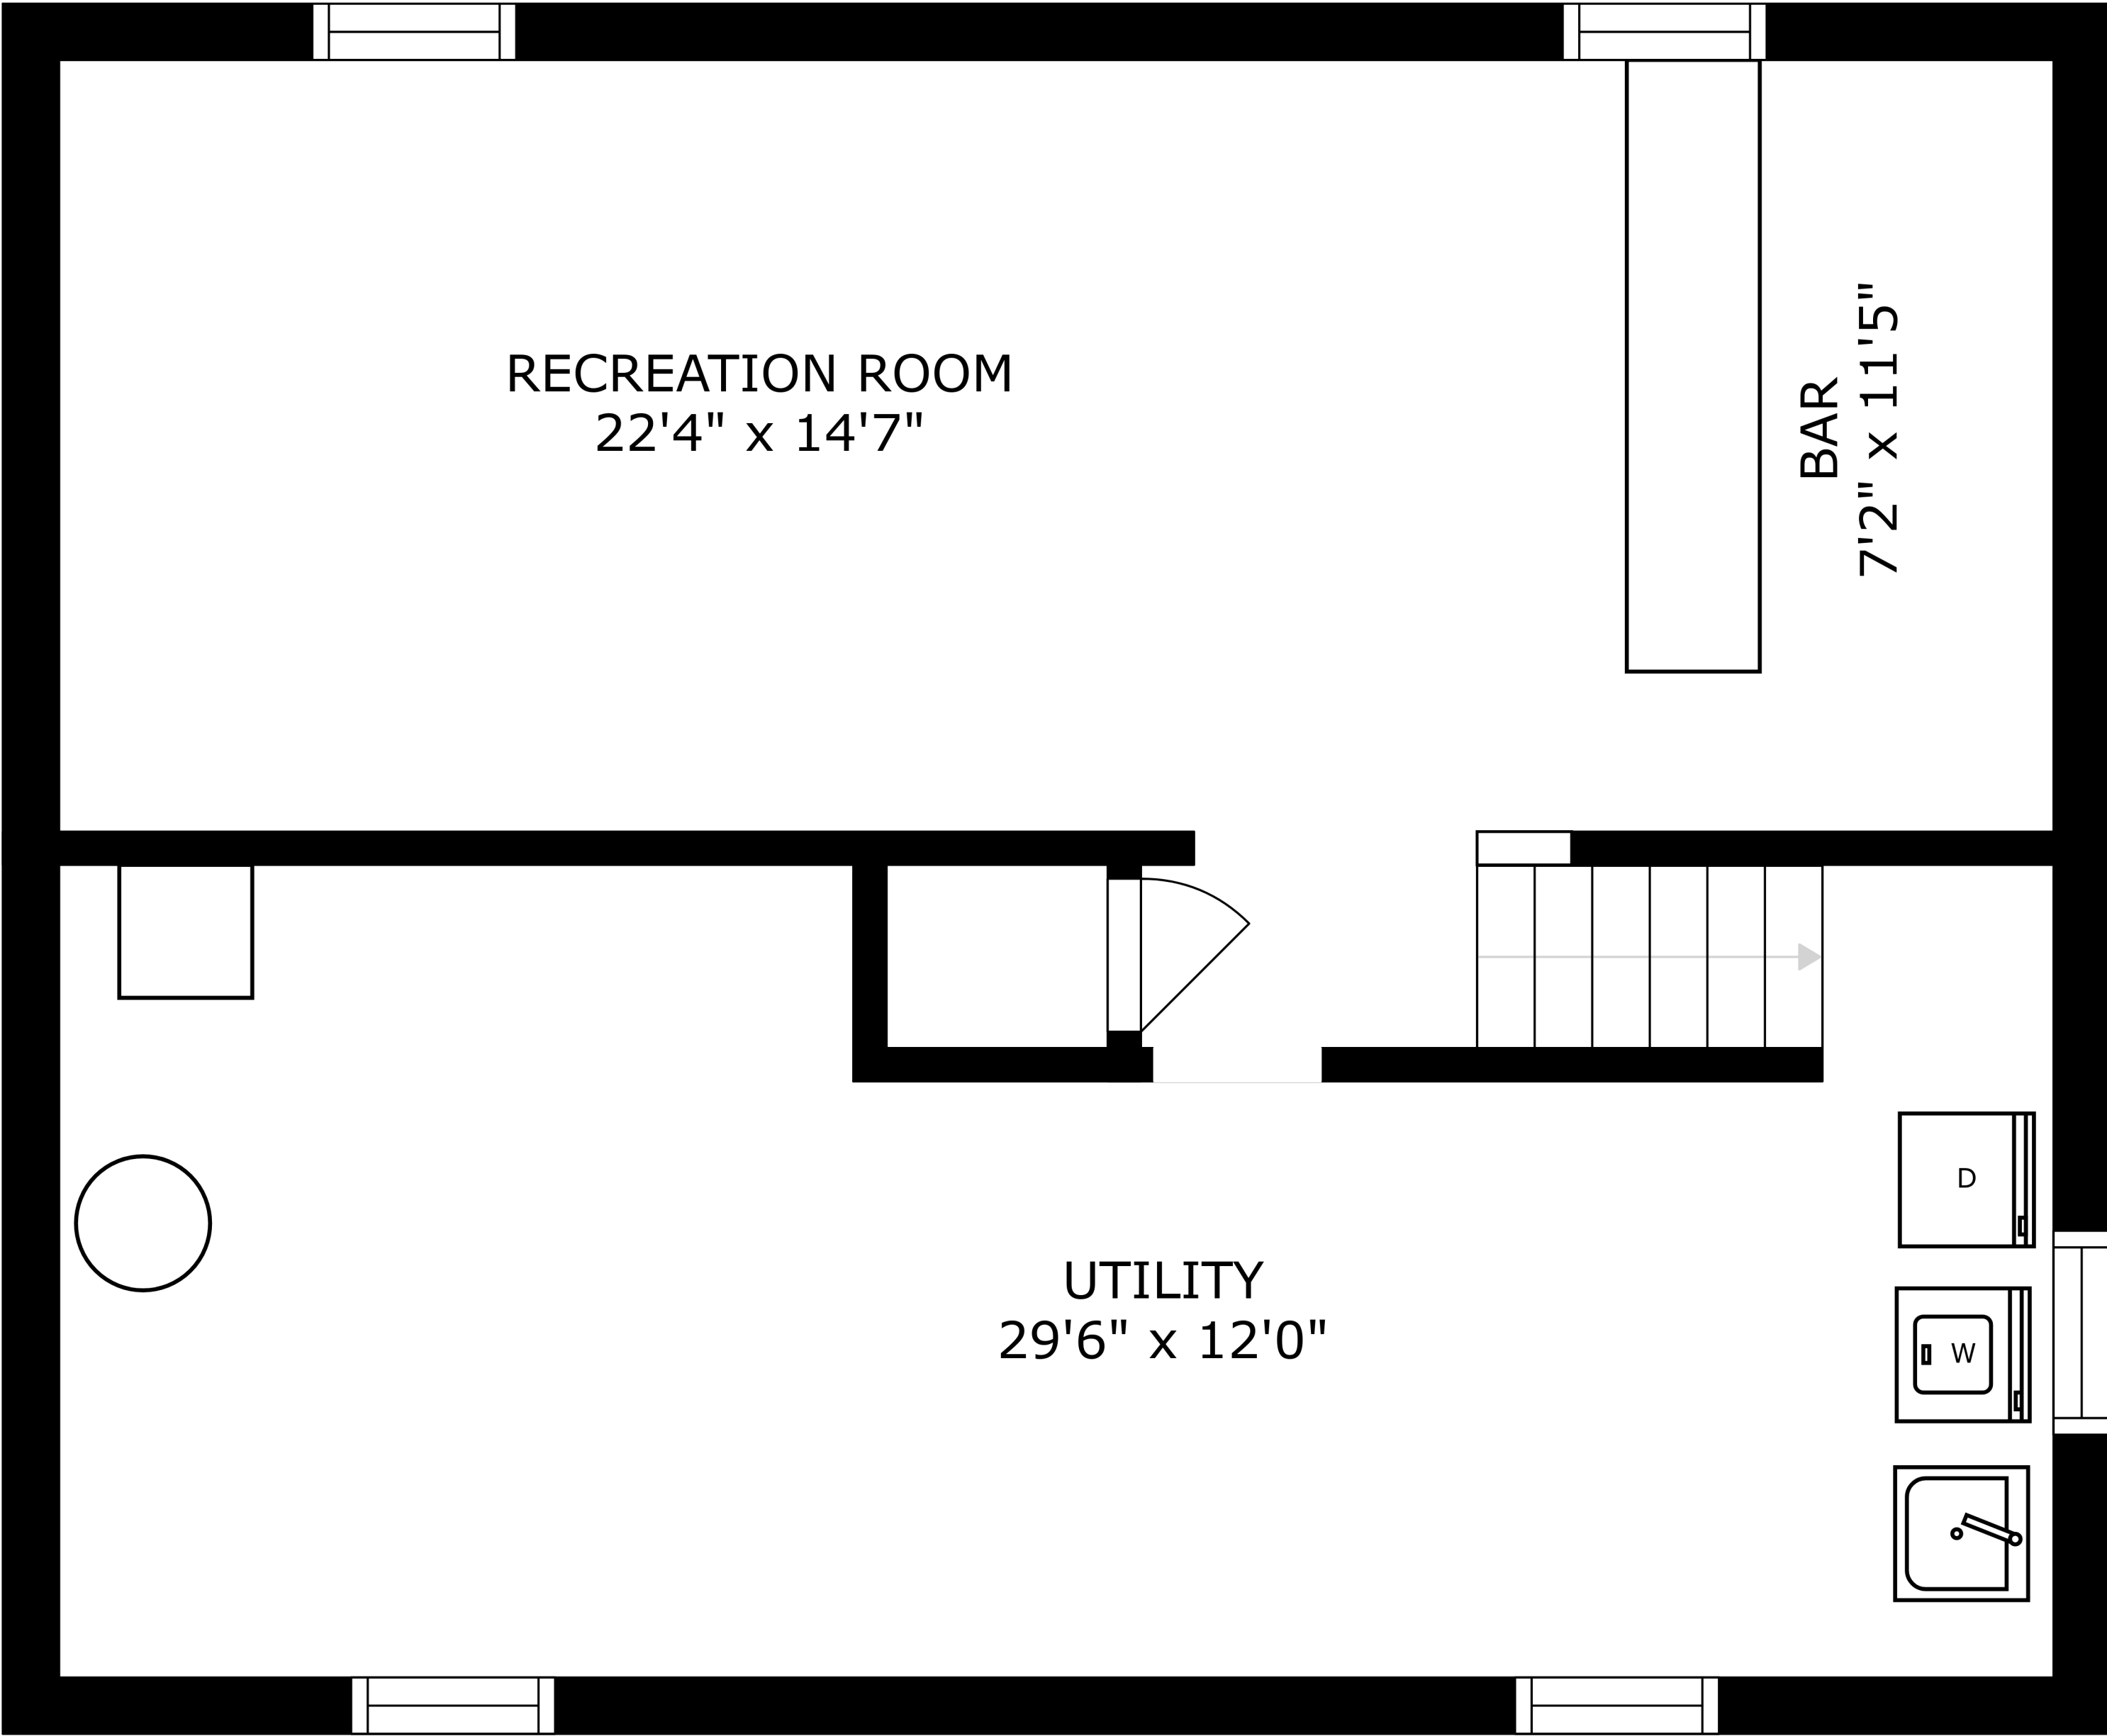 RECREATION ROOM
22'4" x 14'7"
BAR
7'2" x 11'5"
D
UTILITY
29'6" x 12'0"
W